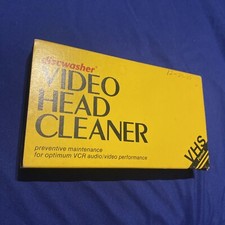 discwasher®
VIDEO
HEAD
CLEANER
preventive maintenance
for optimum VCR audio/video performance
VHS